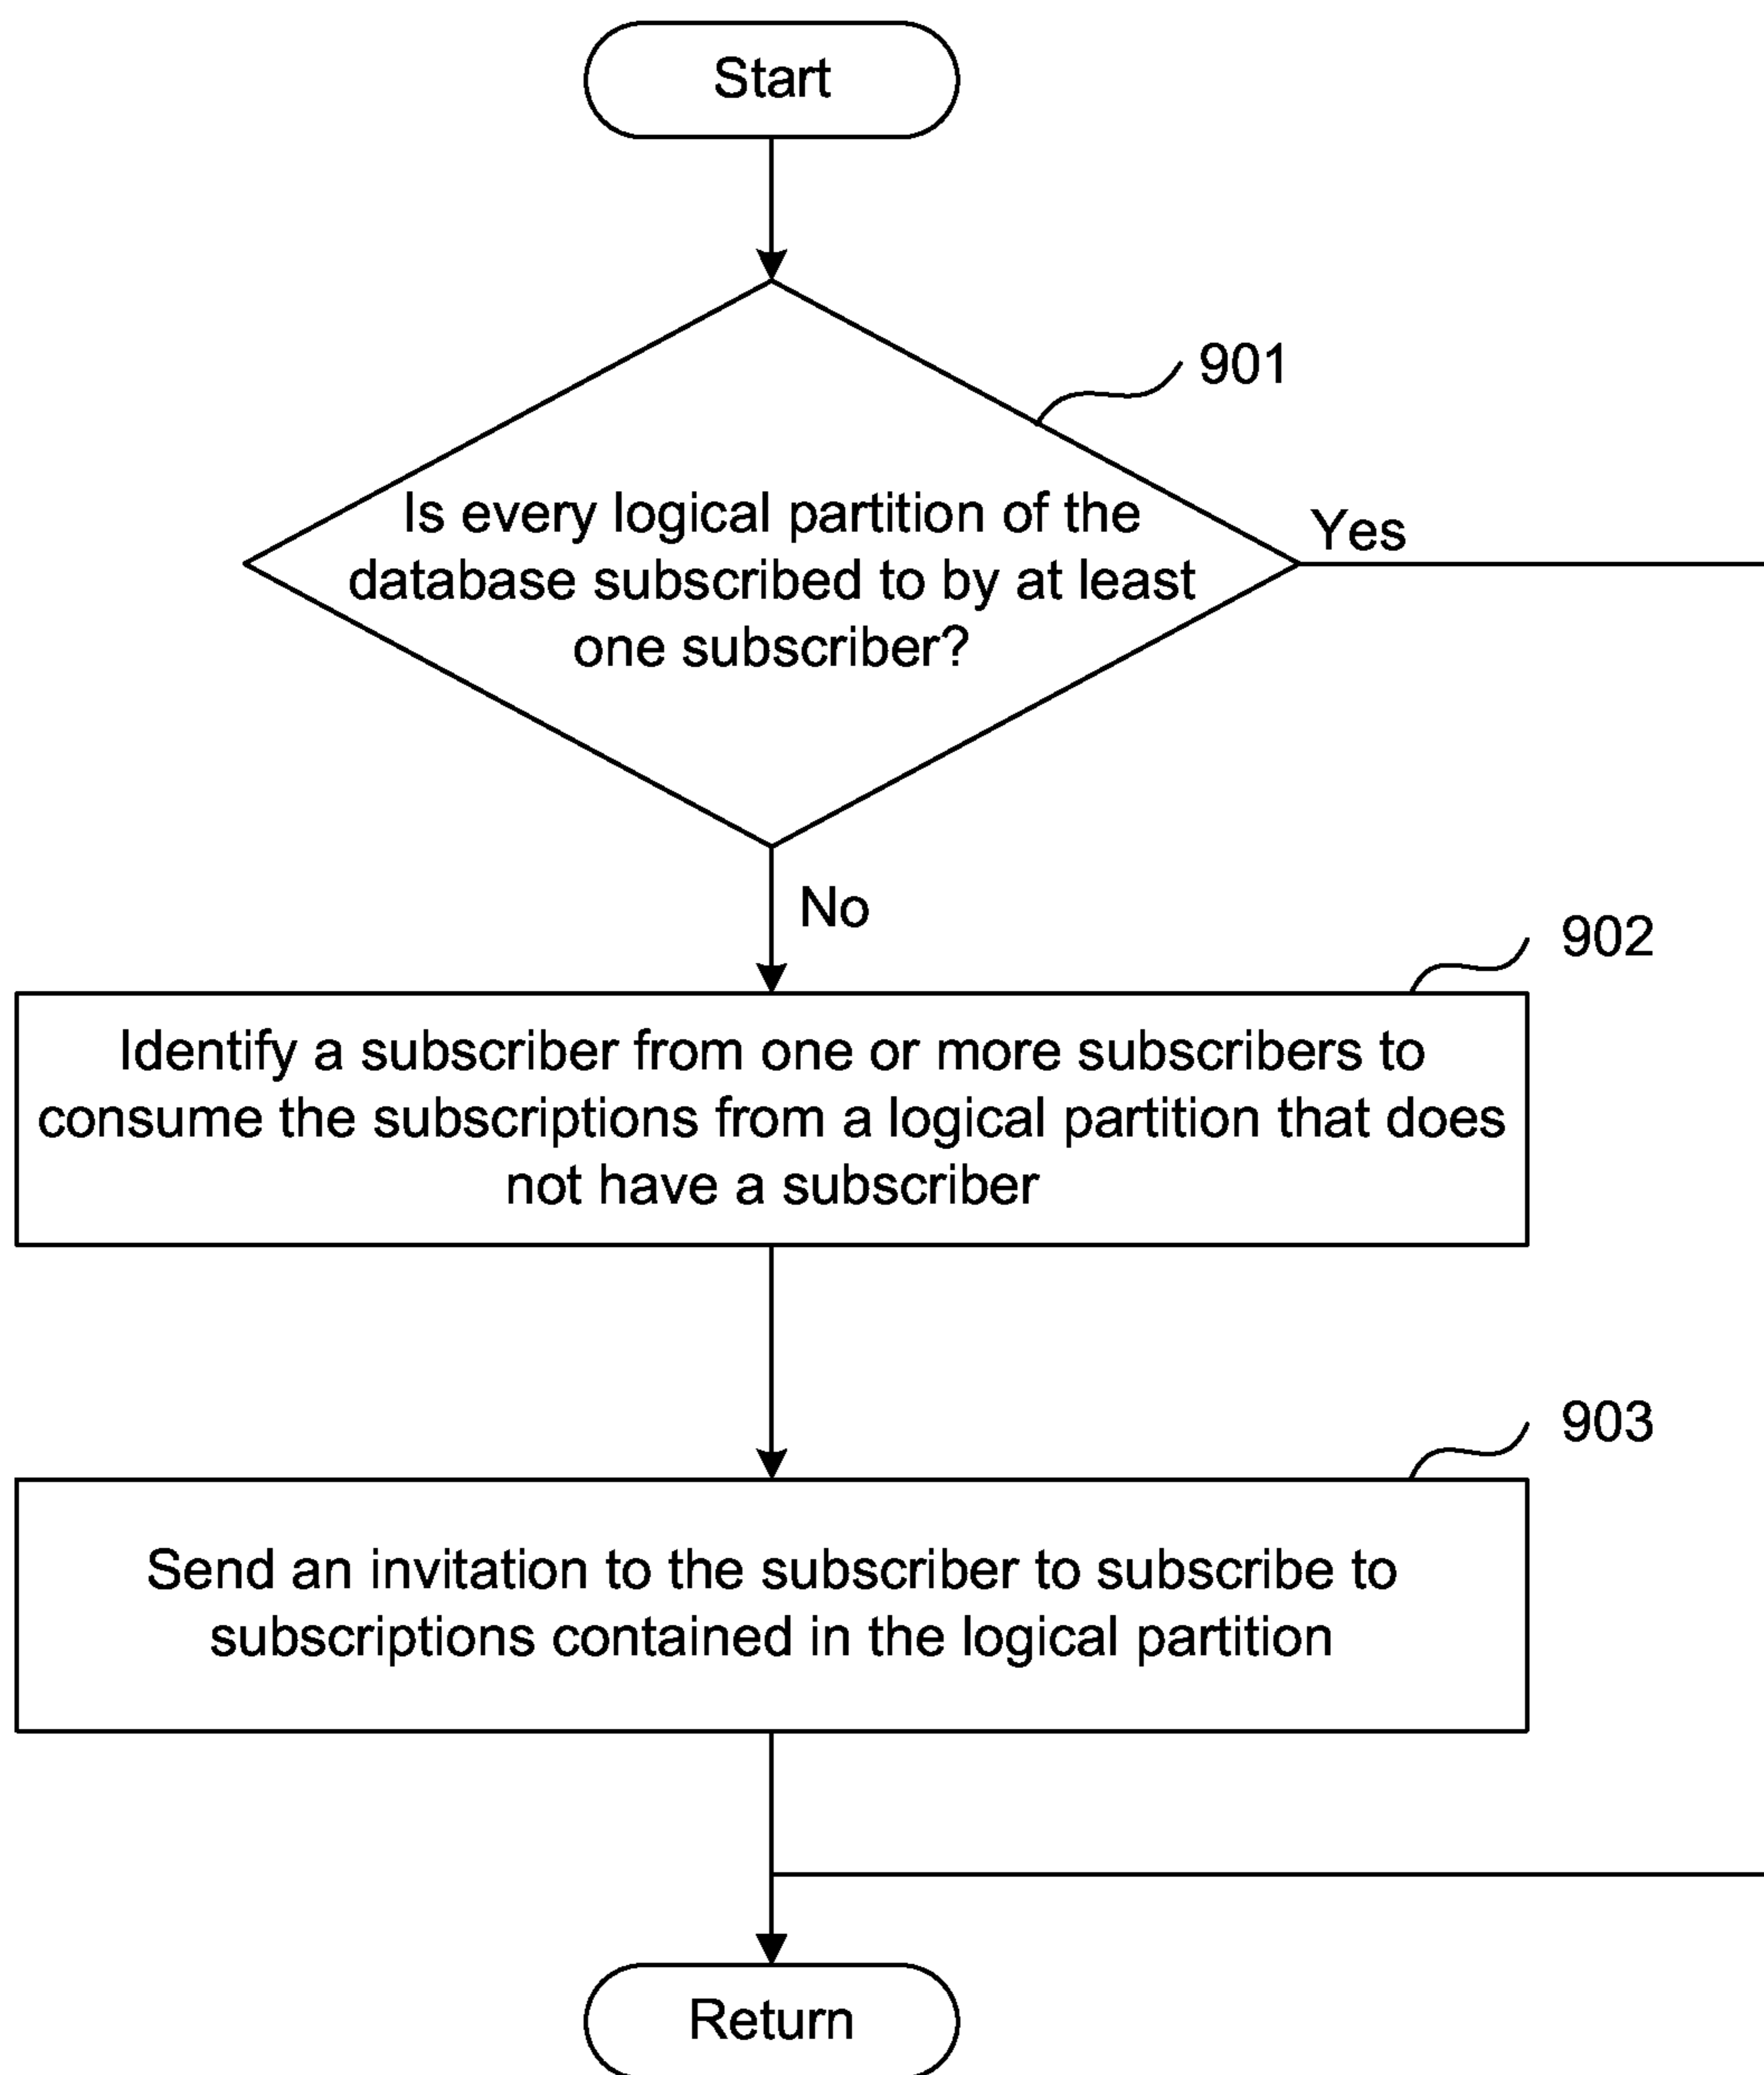 Start
901
Is every logical partition of the
database subscribed to by at least
one subscriber?
Yes
No
902
Identify a subscriber from one or more subscribers to
consume the subscriptions from a logical partition that does
not have a subscriber
903
Send an invitation to the subscriber to subscribe to
subscriptions contained in the logical partition
Return